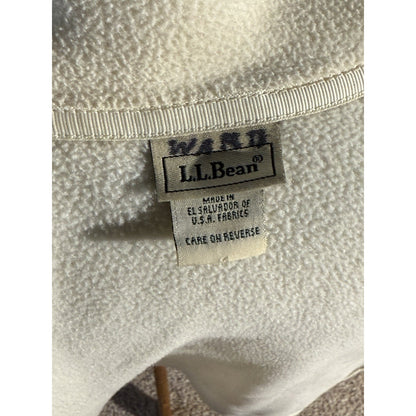 WARD
L.L.Bean®
MADE IN
EL SALVADOR OF
U.S.A. FABRICS
CARE ON REVERSE